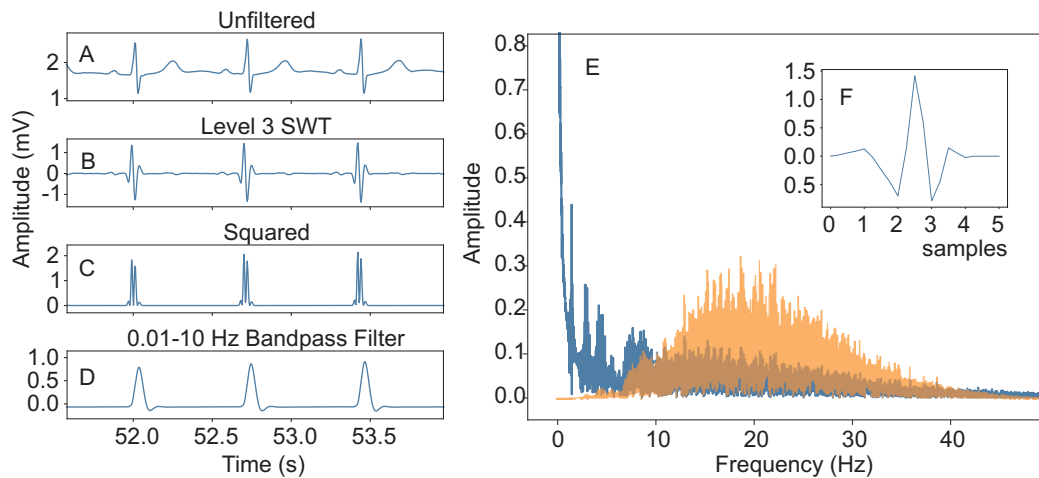 Unfiltered
A
2
1
Level 3 SWT
B
1
0
-1
Amplitude (mV)
Squared
C
2
1
0
0.01-10 Hz Bandpass Filter
D
1.0
0.5
0.0
52.0 52.5 53.0 53.5
Time (s)
E
0.8
0.7
0.6
0.5
0.4
0.3
0.2
0.1
0.0
Amplitude
0 10 20 30 40
Frequency (Hz)
F
1.5
1.0
0.5
0.0
0.5
0 1 2 3 4 5
samples